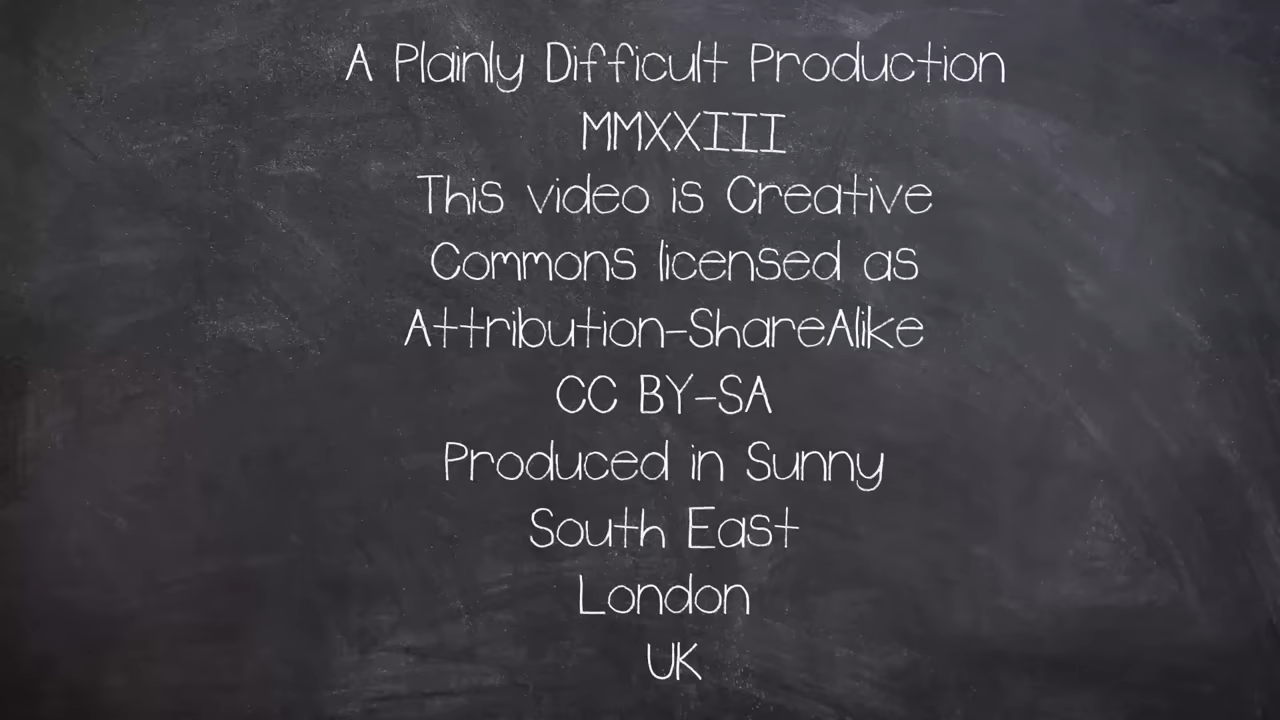 A Plainly Difficult Production
MMXXIII
This video is Creative
Commons licensed as
Attribution-ShareAlike
CC BY-SA
Produced in Sunny
South East
London
UK